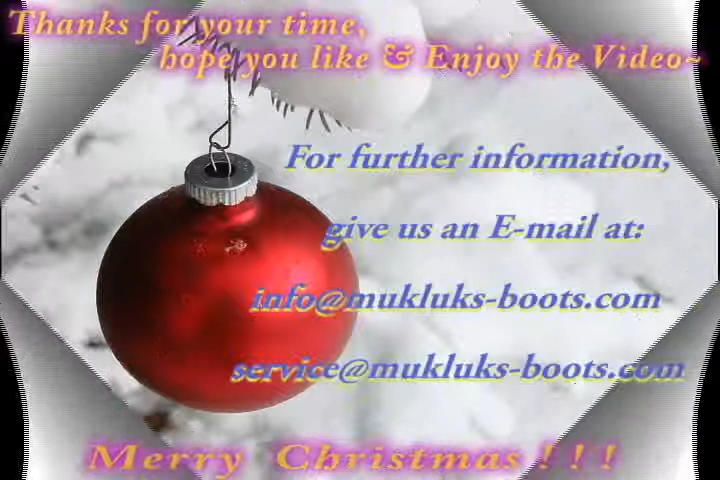 Thanks for your time,
hope you like & Enjoy the Video~
For further information,
give us an E-mail at:
info@mukluks-boots.com
service@mukluks-boots.com
Merry Christmas ! ! !